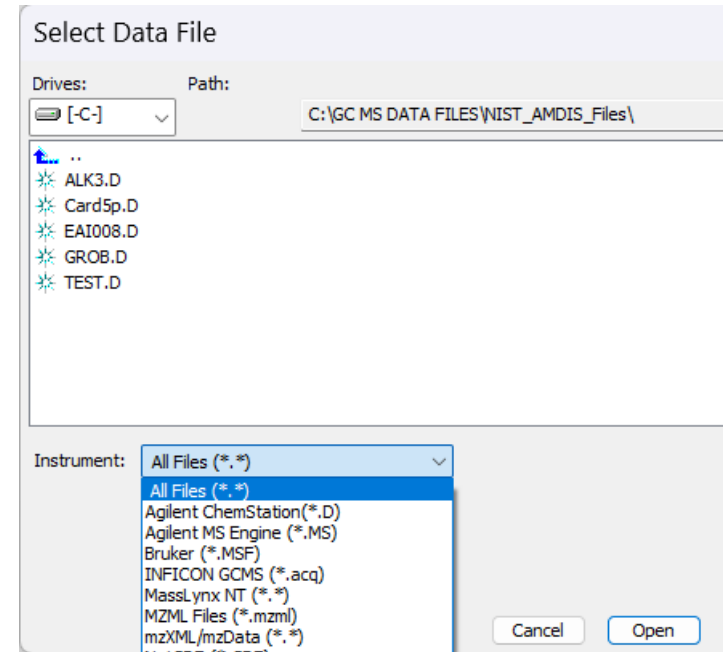 Select Data File
Drives: Path:
[-C-] C:\GC MS DATA FILES\NIST_AMDIS_Files\
..
ALK3.D
Card5p.D
EAI008.D
GROB.D
TEST.D
Instrument: All Files (*.*)
All Files (*.*)
Agilent ChemStation(*.D)
Agilent MS Engine (*.MS)
Bruker (*.MSF)
INFICON GCMS (*.acq)
MassLynx NT (*.*)
MZML Files (*.mzml)
mzXML/mzData (*.*)
Cancel Open